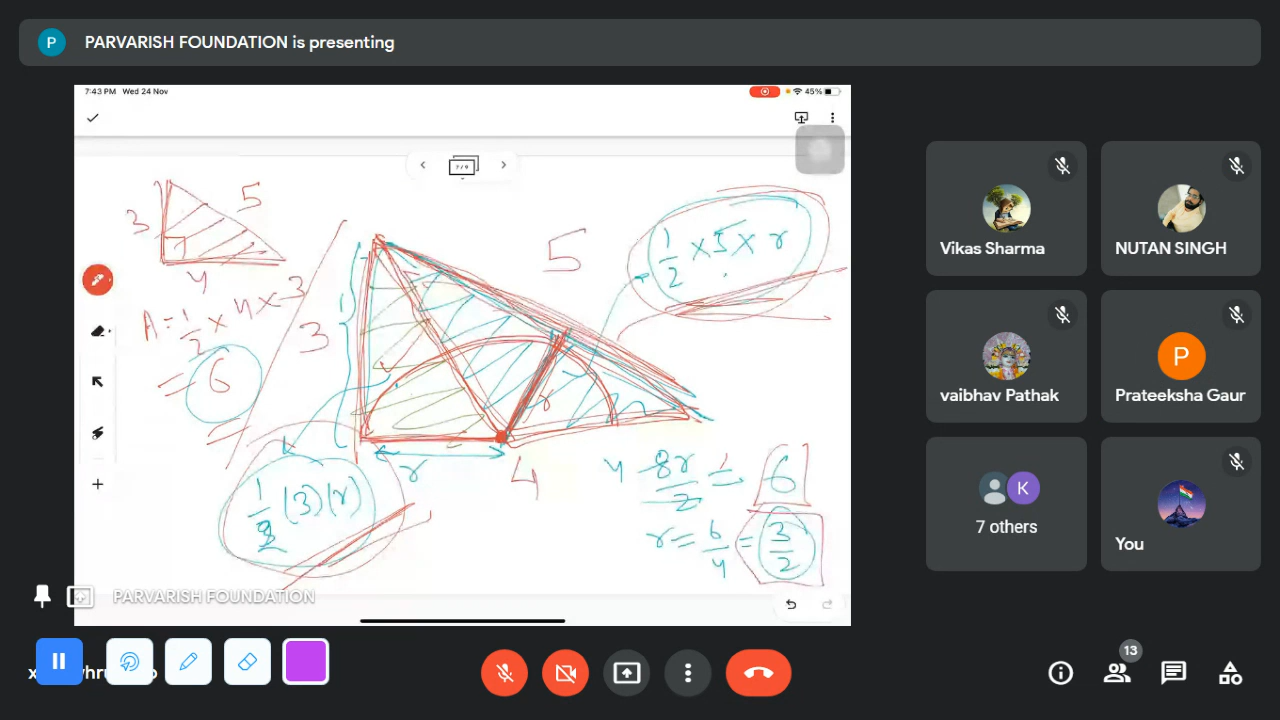 P PARVARISH FOUNDATION is presenting
7:43 PM Wed 24 Nov
45%
3
5
4
A = 1/2 × 4 × 3
= 6
3
5
1/2 × 5 × r
r
r
4
1/2 (3)(r)
4 8r/2 = 6
r = 6/4 = 3/2
PARVARISH FOUNDATION
Vikas Sharma
NUTAN SINGH
vaibhav Pathak
P
Prateeksha Gaur
K
7 others
You
13